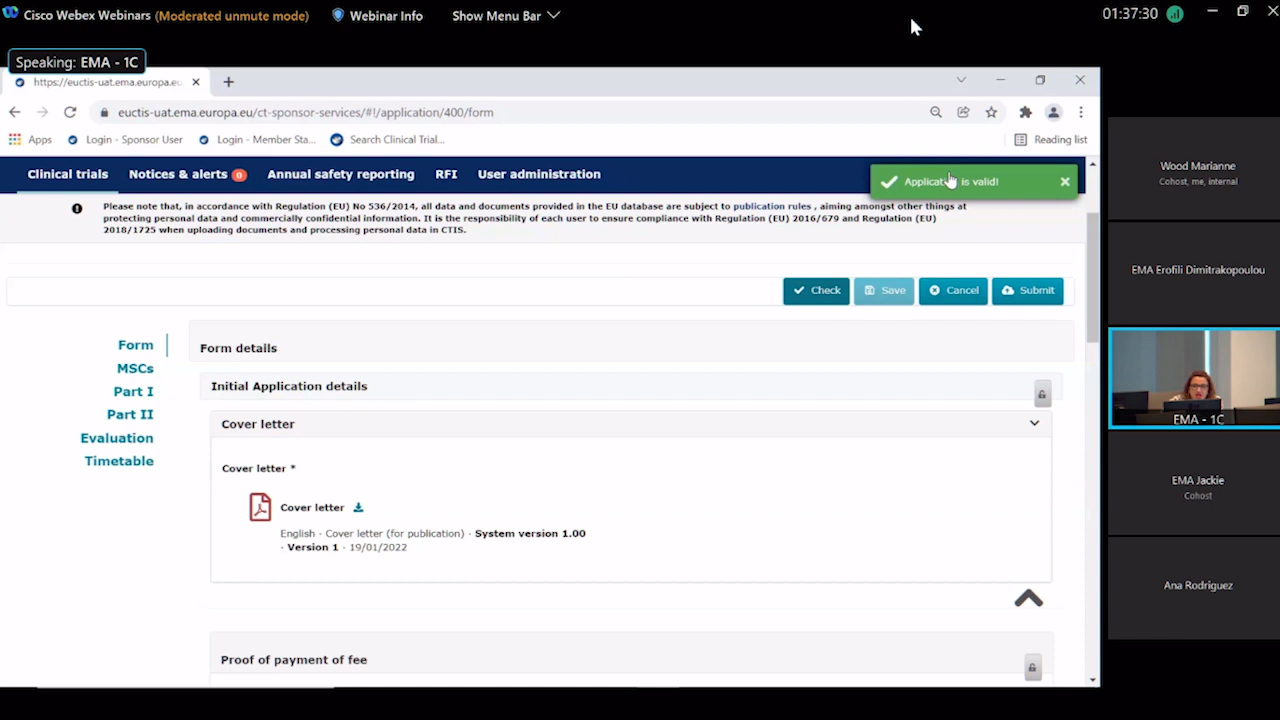 Cisco Webex Webinars (Moderated unmute mode)
Webinar Info
Show Menu Bar
01:37:30
Speaking: EMA - 1C
https://euctis-uat.ema.europa.eu
euctis-uat.ema.europa.eu/ct-sponsor-services/#!/application/400/form
Apps
Login - Sponsor User
Login - Member Sta...
Search Clinical Trial...
Reading list
Clinical trials
Notices & alerts 0
Annual safety reporting
RFI
User administration
Application is valid!
Please note that, in accordance with Regulation (EU) No 536/2014, all data and documents provided in the EU database are subject to publication rules , aiming amongst other things at
protecting personal data and commercially confidential information. It is the responsibility of each user to ensure compliance with Regulation (EU) 2016/679 and Regulation (EU)
2018/1725 when uploading documents and processing personal data in CTIS.
Check
Save
Cancel
Submit
Form
MSCs
Part I
Part II
Evaluation
Timetable
Form details
Initial Application details
Cover letter
Cover letter *
Cover letter
English · Cover letter (for publication) · System version 1.00
· Version 1 · 19/01/2022
Proof of payment of fee
Wood Marianne
Cohost, me, internal
EMA Erofili Dimitrakopoulou
EMA - 1C
EMA Jackie
Cohost
Ana Rodriguez